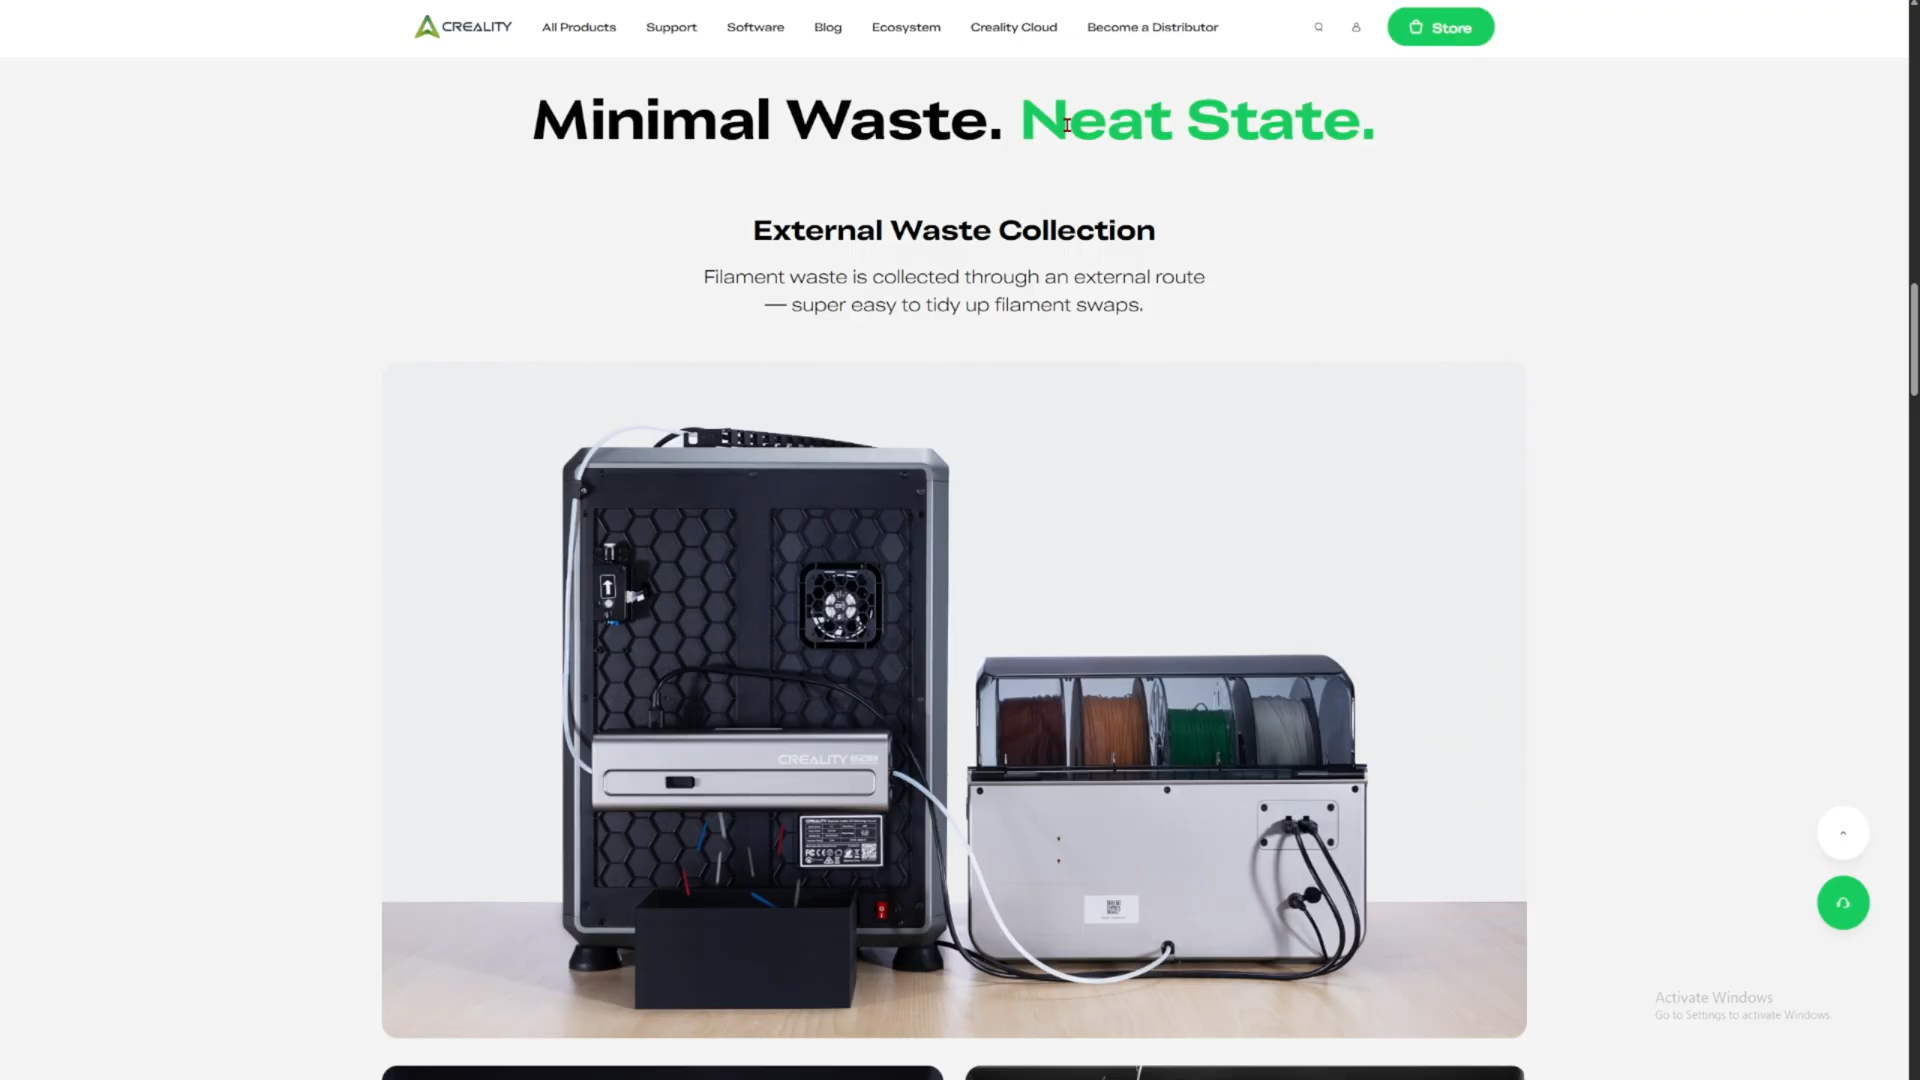 CREALITY
All Products
Support
Software
Blog
Ecosystem
Creality Cloud
Become a Distributor
Store
Minimal Waste. Neat State.
External Waste Collection
Filament waste is collected through an external route
— super easy to tidy up filament swaps.
CREALITY
CREALITY
Activate Windows
Go to Settings to activate Windows.